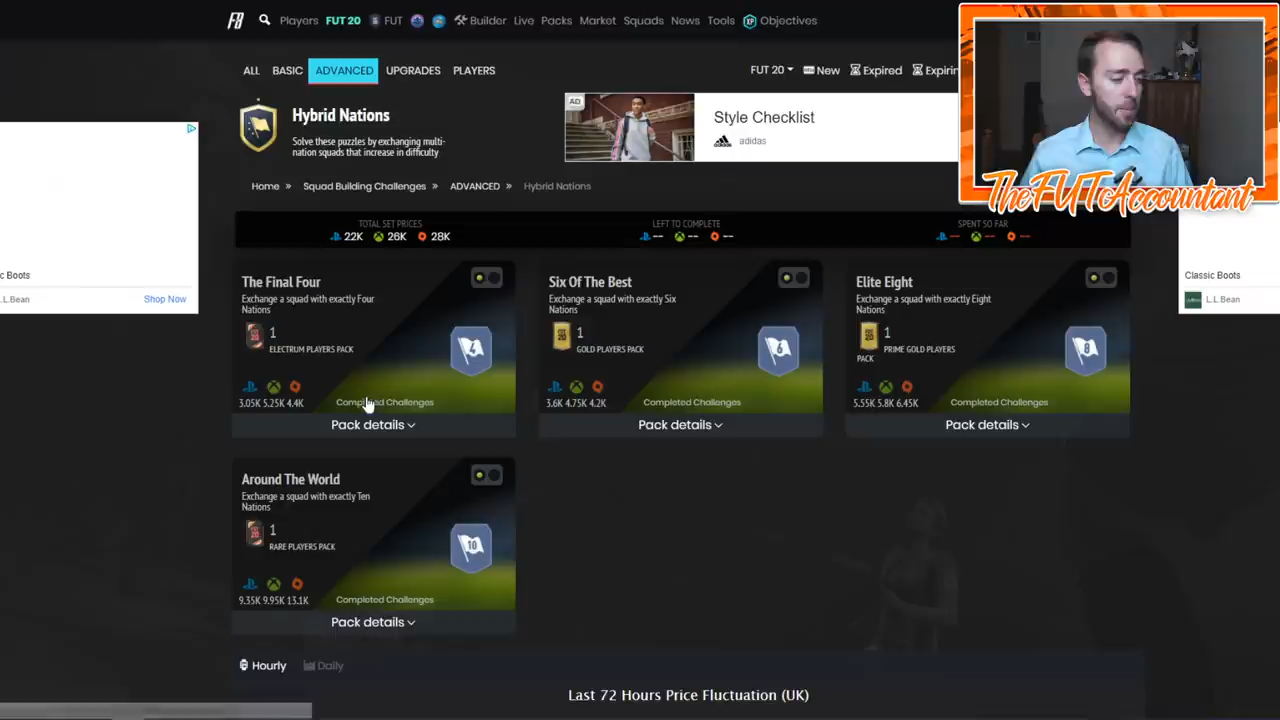 FB Players FUT 20 FUT Builder Live Packs Market Squads News Tools XP Objectives
ALL BASIC ADVANCED UPGRADES PLAYERS FUT 20 New Expired Expirin
Hybrid Nations
Solve these puzzles by exchanging multi-
nation squads that increase in difficulty
AD
Style Checklist
adidas
TheFUTAccountant
Home » Squad Building Challenges » ADVANCED » Hybrid Nations
TOTAL SET PRICES LEFT TO COMPLETE SPENT SO FAR
22K 26K 28K -- -- -- -- -- --
The Final Four
Exchange a squad with exactly Four
Nations
1
ELECTRUM PLAYERS PACK
4
3.05K 5.25K 4.4K
Completed Challenges
Pack details
Six Of The Best
Exchange a squad with exactly Six
Nations
1
GOLD PLAYERS PACK
6
3.6K 4.75K 4.2K
Completed Challenges
Pack details
Elite Eight
Exchange a squad with exactly Eight
Nations
1
PRIME GOLD PLAYERS
PACK
8
5.55K 5.8K 6.45K
Completed Challenges
Pack details
ic Boots
.L.Bean
Shop Now
Classic Boots
L.L.Bean
Around The World
Exchange a squad with exactly Ten
Nations
1
RARE PLAYERS PACK
10
9.35K 9.95K 13.1K
Completed Challenges
Pack details
Hourly Daily
Last 72 Hours Price Fluctuation (UK)